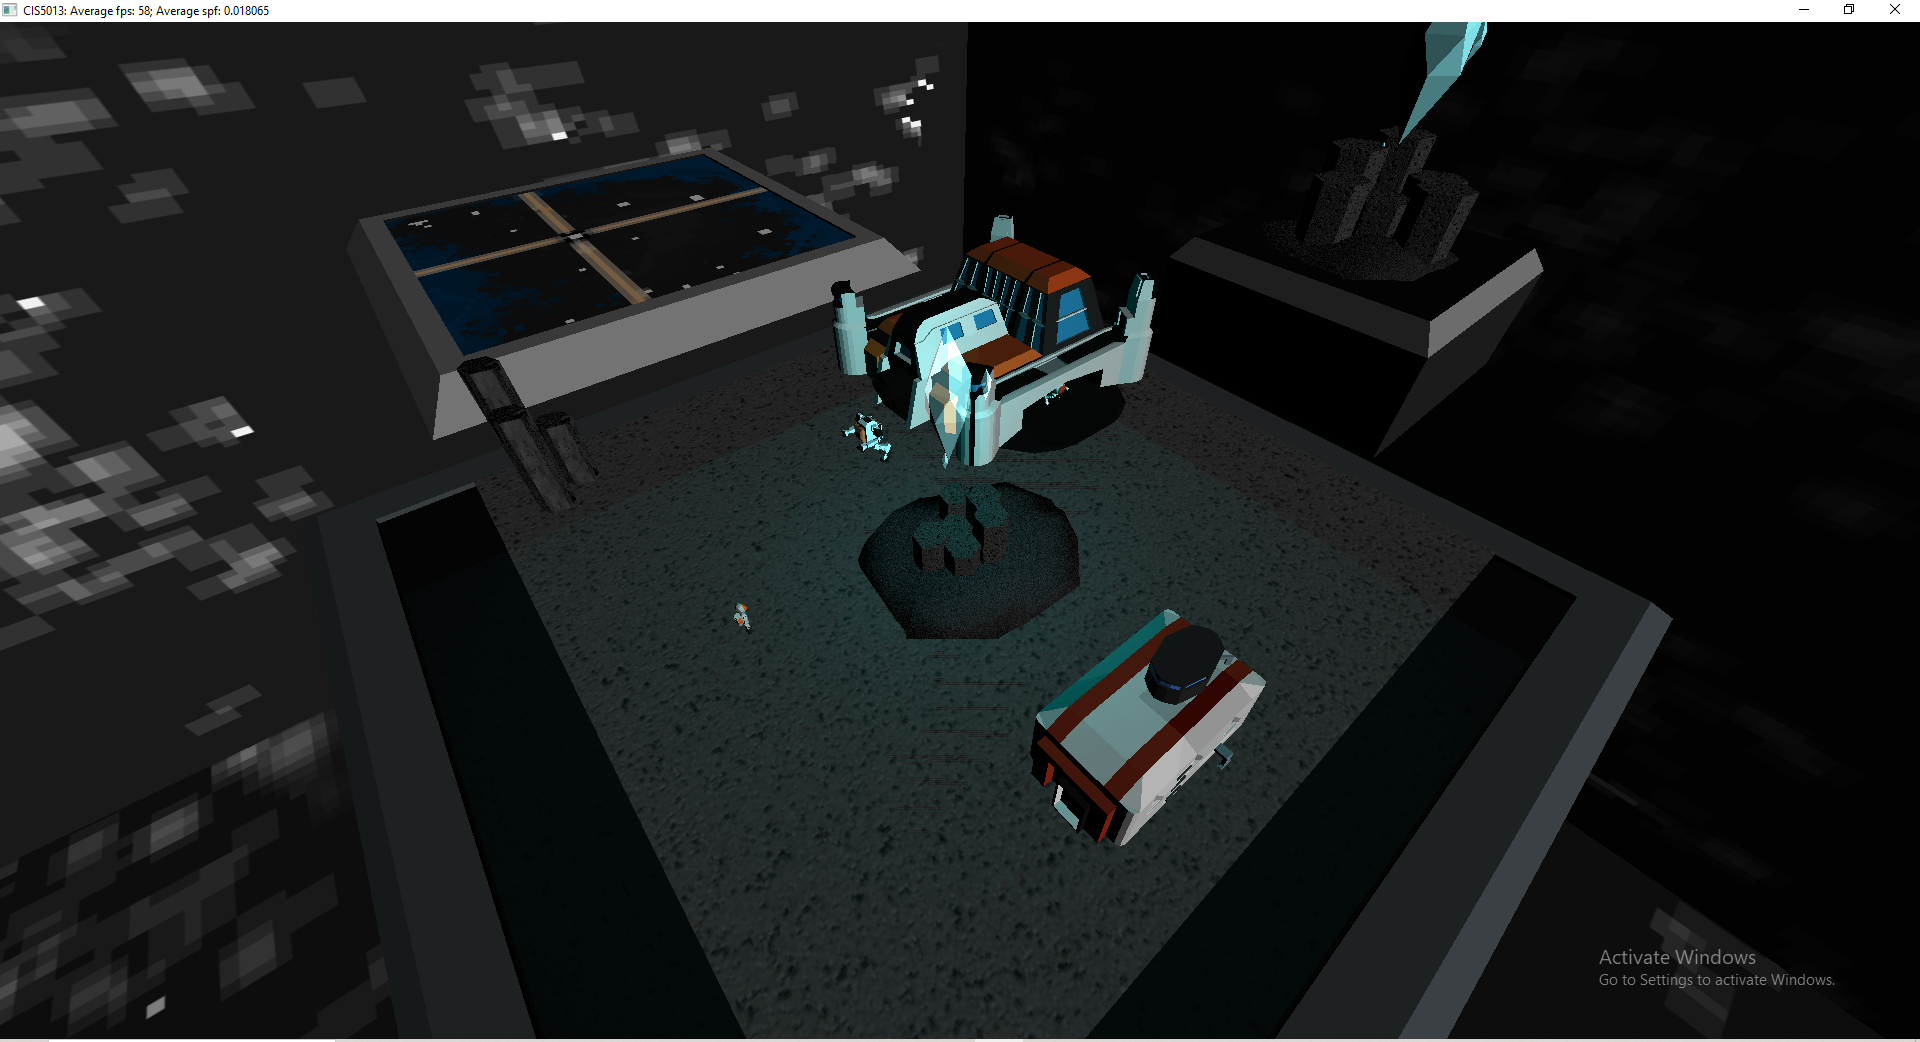 CIS5013: Average fps: 58; Average spf: 0.018065
Activate Windows
Go to Settings to activate Windows.